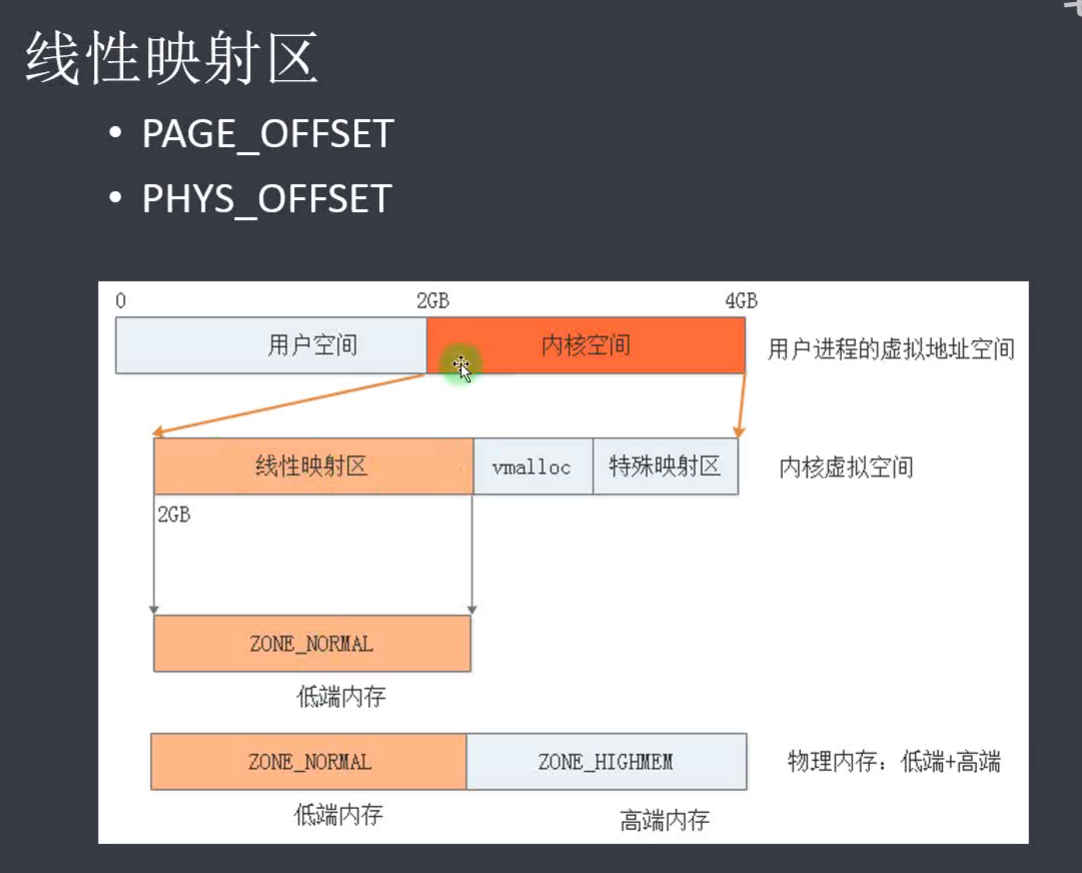 线性映射区
• PAGE_OFFSET
• PHYS_OFFSET
0 2GB 4GB
用户空间 内核空间 用户进程的虚拟地址空间
线性映射区 vmalloc 特殊映射区 内核虚拟空间
2GB
ZONE_NORMAL
低端内存
ZONE_NORMAL ZONE_HIGHMEM 物理内存：低端+高端
低端内存 高端内存